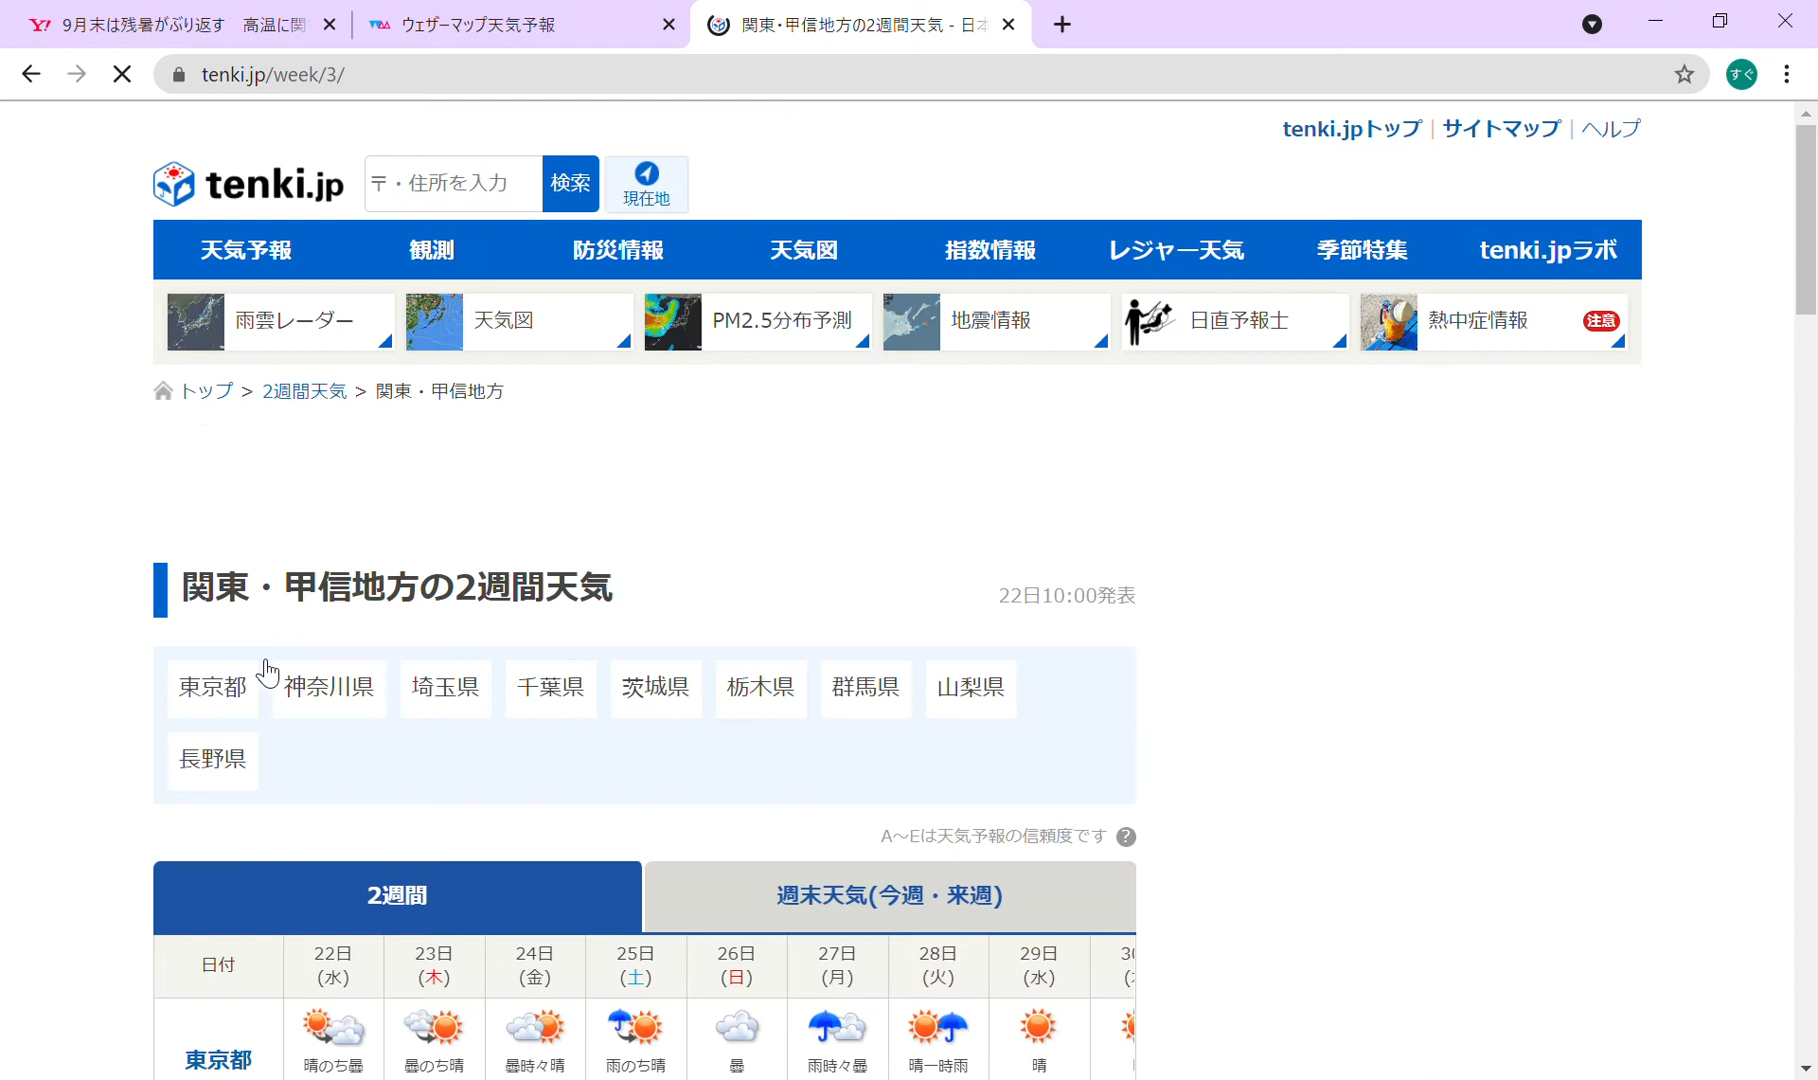 9月末は残暑がぶり返す 高温に関
ウェザーマップ天気予報
関東・甲信地方の2週間天気 - 日本
tenki.jp/week/3/
すぐ
tenki.jpトップ | サイトマップ | ヘルプ
tenki.jp
〒・住所を入力
検索
現在地
天気予報 観測 防災情報 天気図 指数情報 レジャー天気 季節特集 tenki.jpラボ
雨雲レーダー 天気図 PM2.5分布予測 地震情報 日直予報士 熱中症情報 注意
トップ > 2週間天気 > 関東・甲信地方
関東・甲信地方の2週間天気
22日10:00発表
東京都 神奈川県 埼玉県 千葉県 茨城県 栃木県 群馬県 山梨県
長野県
A〜Eは天気予報の信頼度です ?
2週間 週末天気(今週・来週)
日付 22日 23日 24日 25日 26日 27日 28日 29日
(水) (木) (金) (土) (日) (月) (火) (水)
東京都 晴のち曇 曇のち晴 曇時々晴 雨のち晴 曇 雨時々曇 晴一時雨 晴